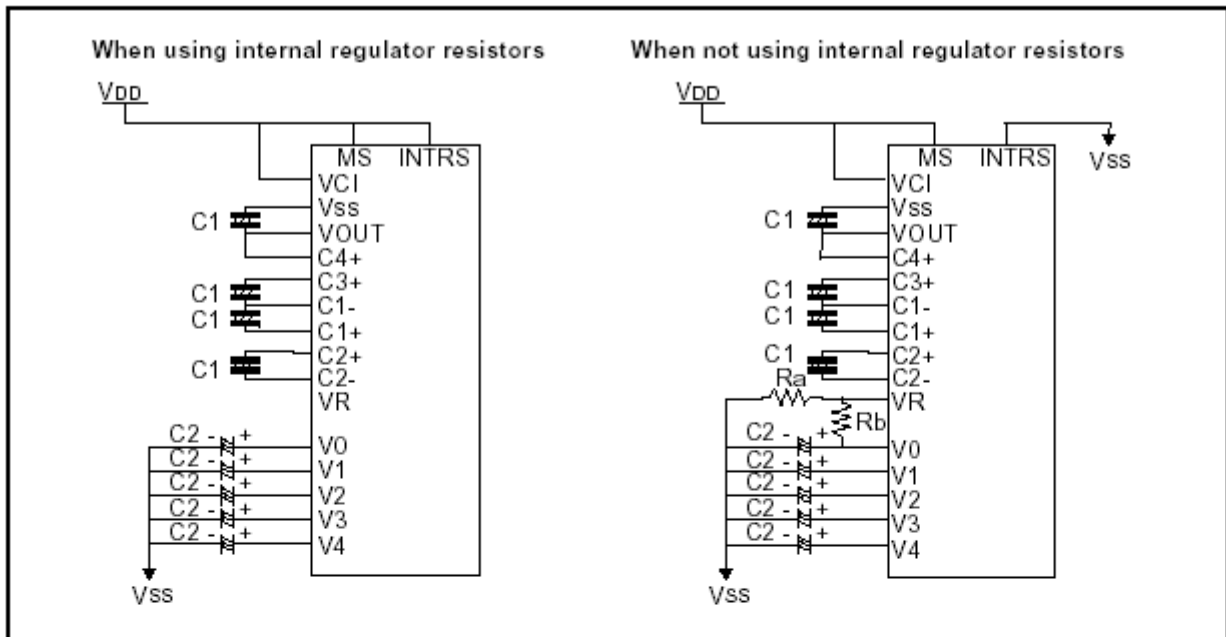 When using internal regulator resistors
VDD
MS INTRS
VCI
VSS
C1
VOUT
C4+
C3+
C1
C1-
C1
C1+
C2+
C1
C2-
VR
C2 - +
V0
C2 - +
V1
C2 - +
V2
C2 - +
V3
C2 - +
V4
VSS
When not using internal regulator resistors
VDD
MS INTRS
VSS
VCI
VSS
C1
VOUT
C4+
C3+
C1
C1-
C1
C1+
C1
C2+
C2-
Ra
VR
Rb
C2 - +
V0
C2 - +
V1
C2 - +
V2
C2 - +
V3
C2 - +
V4
VSS